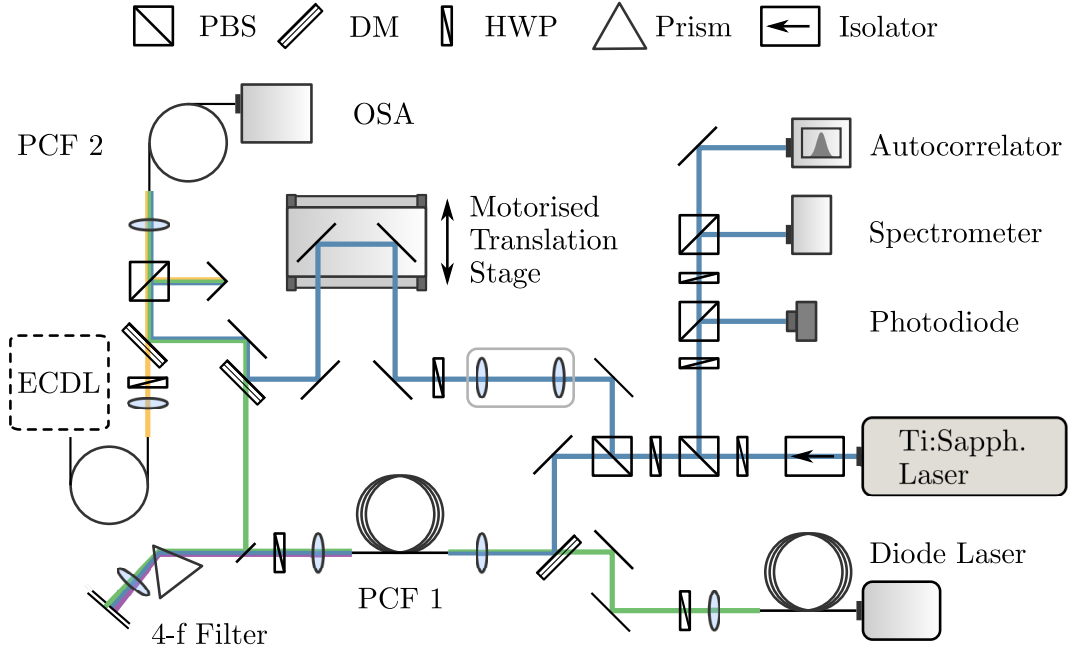 PBS DM HWP Prism Isolator
OSA
PCF 2
Autocorrelator
Motorised
Translation
Stage
Spectrometer
Photodiode
ECDL
Ti:Sapph.
Laser
Diode Laser
PCF 1
4-f Filter